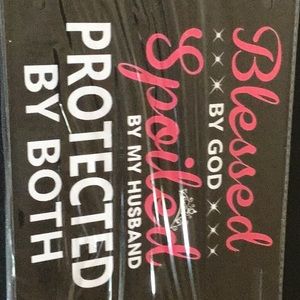 Blessed
BY GOD
Spoiled
BY MY HUSBAND
PROTECTED
BY BOTH